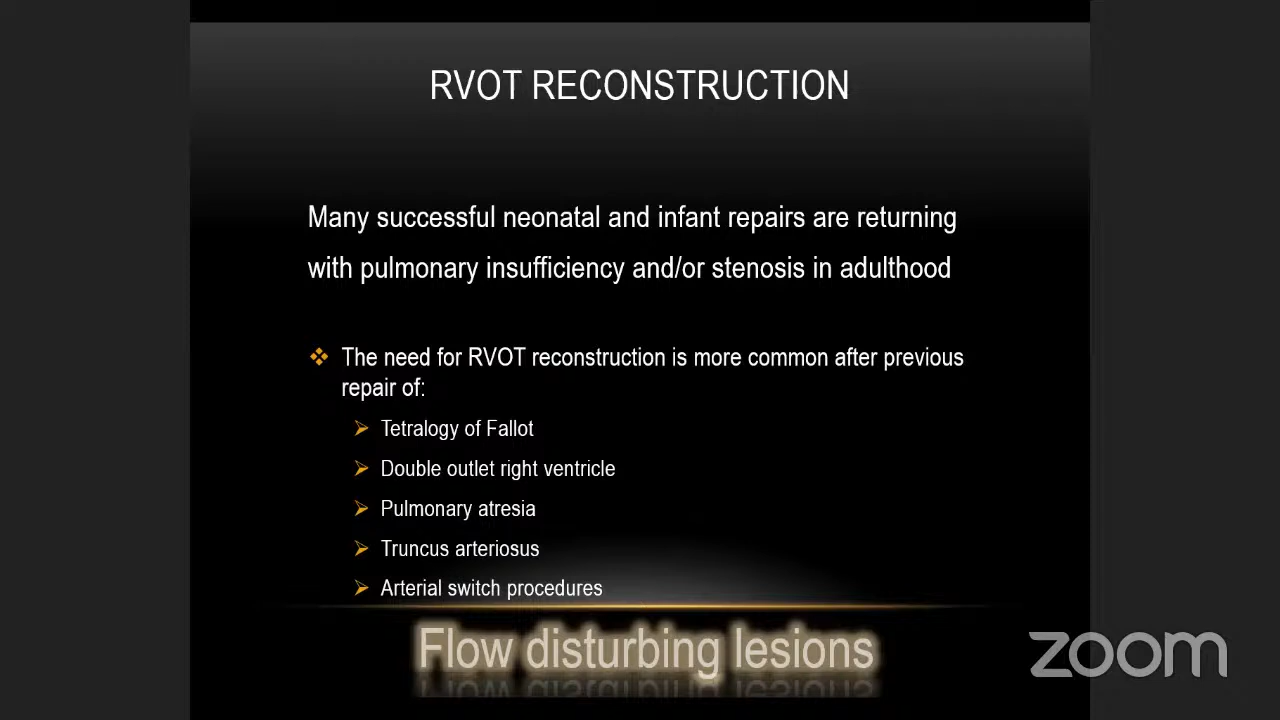 RVOT RECONSTRUCTION
Many successful neonatal and infant repairs are returning
with pulmonary insufficiency and/or stenosis in adulthood
The need for RVOT reconstruction is more common after previous
repair of:
Tetralogy of Fallot
Double outlet right ventricle
Pulmonary atresia
Truncus arteriosus
Arterial switch procedures
Flow disturbing lesions
zoom